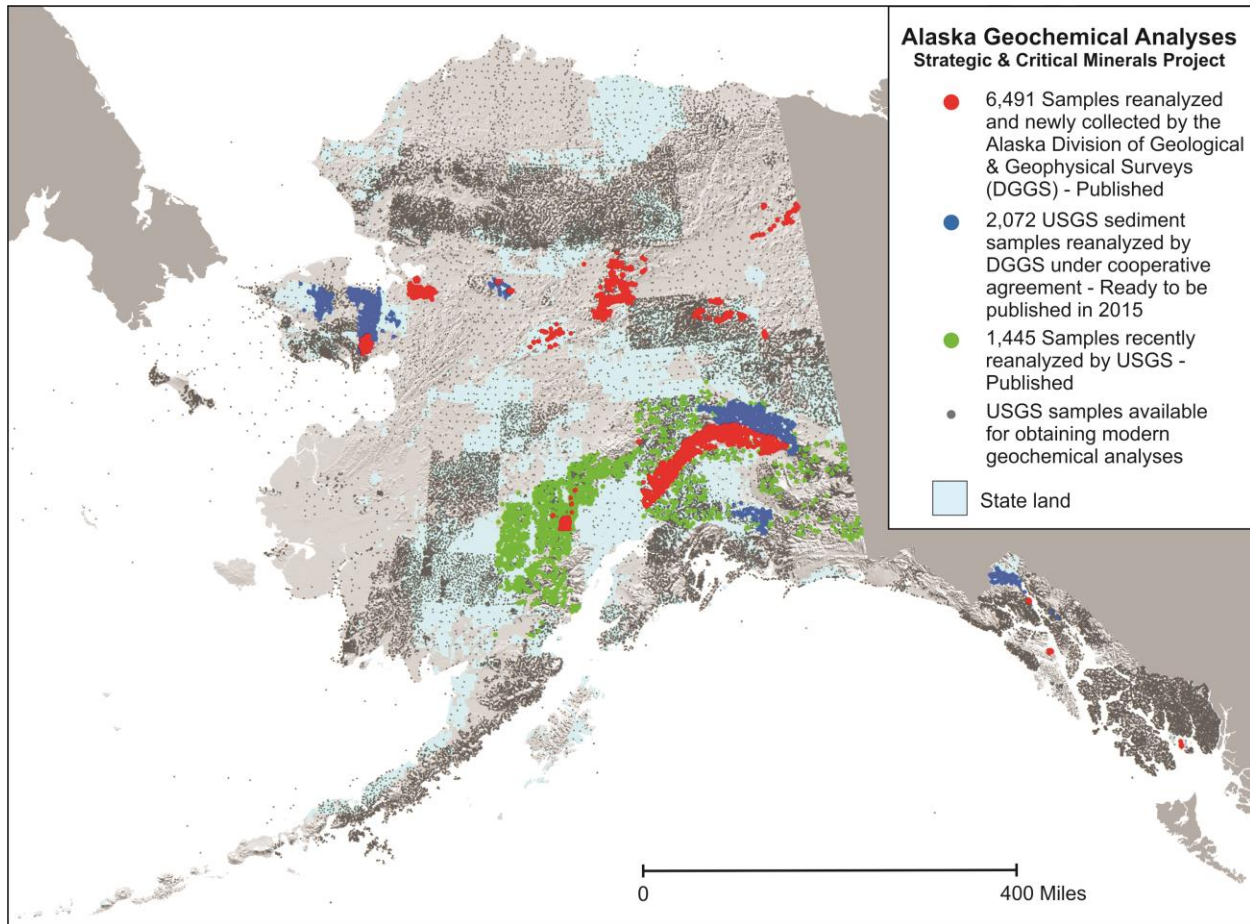 Alaska Geochemical Analyses
Strategic & Critical Minerals Project
6,491 Samples reanalyzed
and newly collected by the
Alaska Division of Geological
& Geophysical Surveys
(DGGS) - Published
2,072 USGS sediment
samples reanalyzed by
DGGS under cooperative
agreement - Ready to be
published in 2015
1,445 Samples recently
reanalyzed by USGS -
Published
USGS samples available
for obtaining modern
geochemical analyses
State land
0
400 Miles